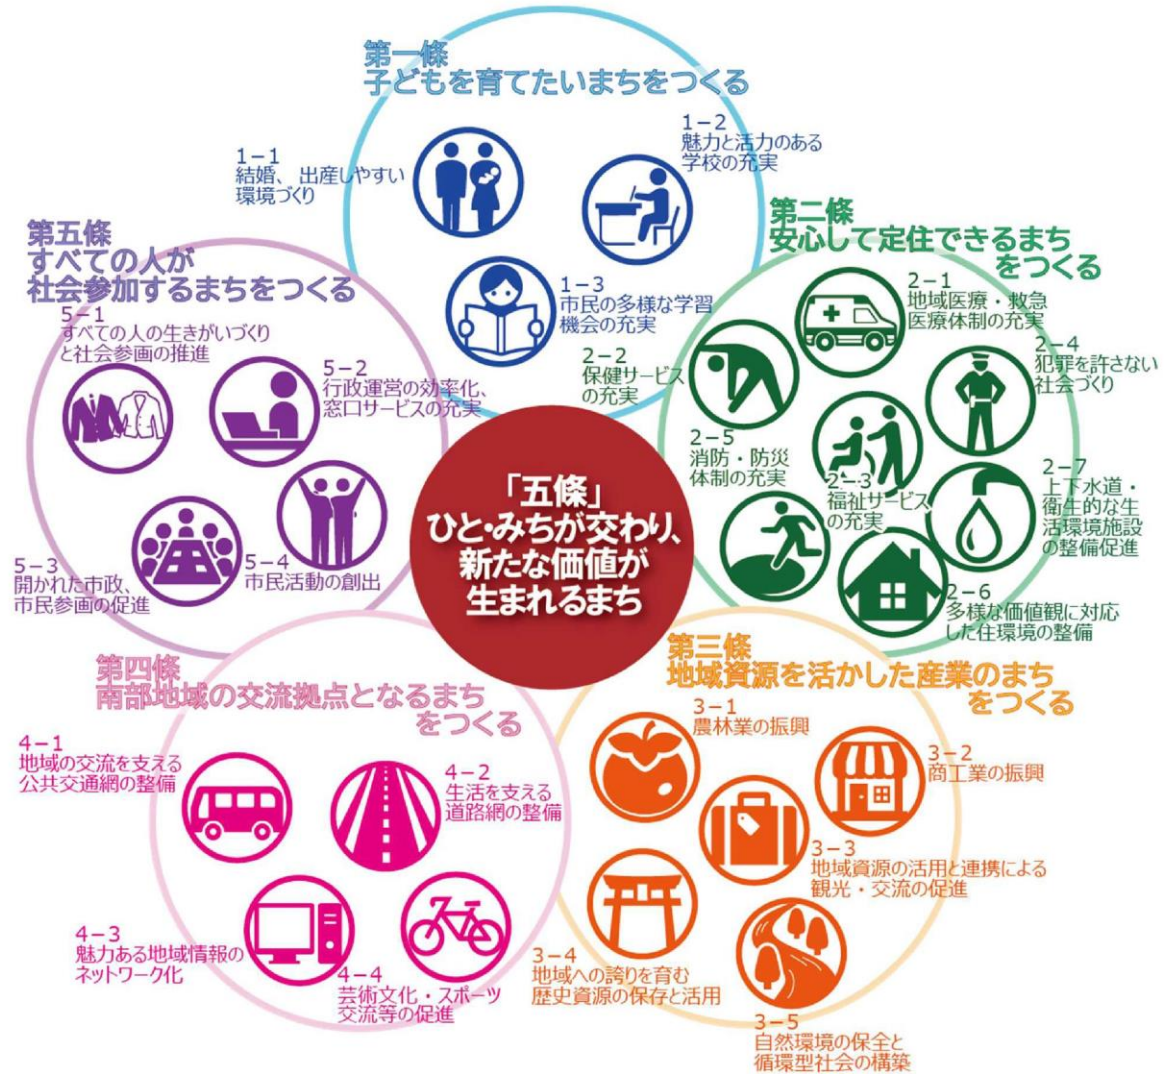 第一條
子どもを育てたいまちをつくる
1－1
結婚、出産しやすい
環境づくり
1－2
魅力と活力のある
学校の充実
1－3
市民の多様な学習
機会の充実
第二條
安心して定住できるまち
をつくる
2－1
地域医療・救急
医療体制の充実
2－2
保健サービス
の充実
2－3
福祉サービス
の充実
2－4
犯罪を許さない
社会づくり
2－5
消防・防災
体制の充実
2－6
多様な価値観に対応
した住環境の整備
2－7
上下水道・
衛生的な生
活環境施設
の整備促進
第三條
地域資源を活かした産業のまち
をつくる
3－1
農林業の振興
3－2
商工業の振興
3－3
地域資源の活用と連携による
観光・交流の促進
3－4
地域への誇りを育む
歴史資源の保存と活用
3－5
自然環境の保全と
循環型社会の構築
第四條
南部地域の交流拠点となるまち
をつくる
4－1
地域の交流を支える
公共交通網の整備
4－2
生活を支える
道路網の整備
4－3
魅力ある地域情報の
ネットワーク化
4－4
芸術文化・スポーツ
交流等の促進
第五條
すべての人が
社会参加するまちをつくる
5－1
すべての人の生きがいづくり
と社会参画の推進
5－2
行政運営の効率化、
窓口サービスの充実
5－3
開かれた市政、
市民参画の促進
5－4
市民活動の創出
「五條」
ひと・みちが交わり、
新たな価値が
生まれるまち